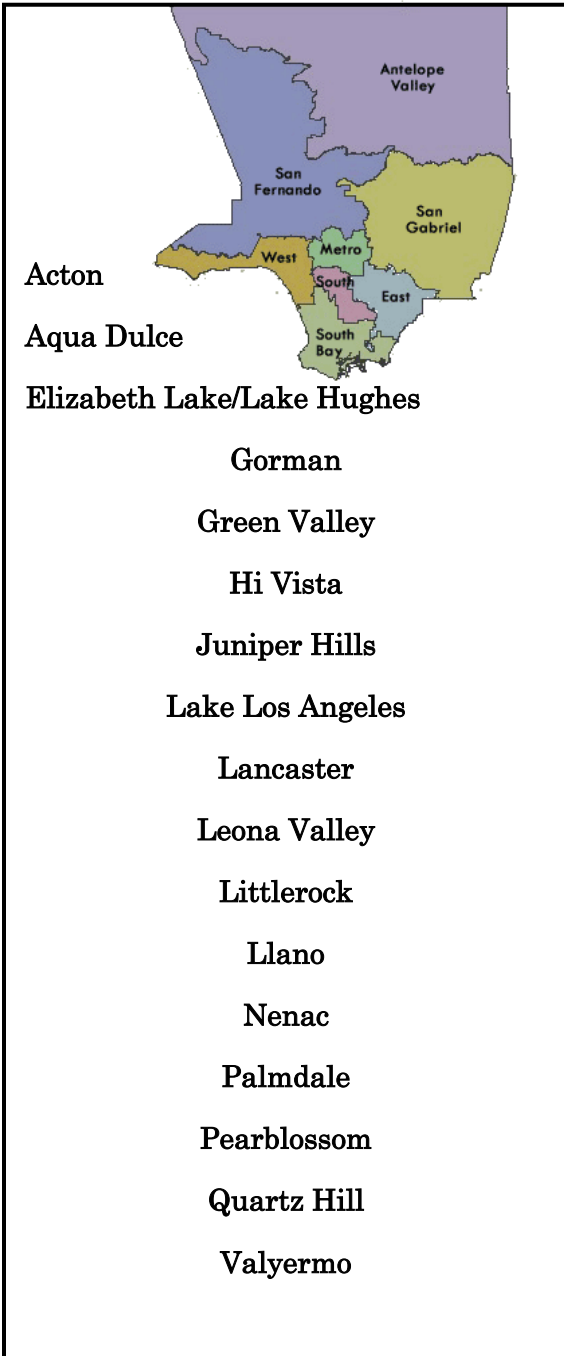 Antelope
Valley
San
Fernando
San
Gabriel
Metro
West
South
East
South
Bay
Acton
Aqua Dulce
Elizabeth Lake/Lake Hughes
Gorman
Green Valley
Hi Vista
Juniper Hills
Lake Los Angeles
Lancaster
Leona Valley
Littlerock
Llano
Nenac
Palmdale
Pearblossom
Quartz Hill
Valyermo